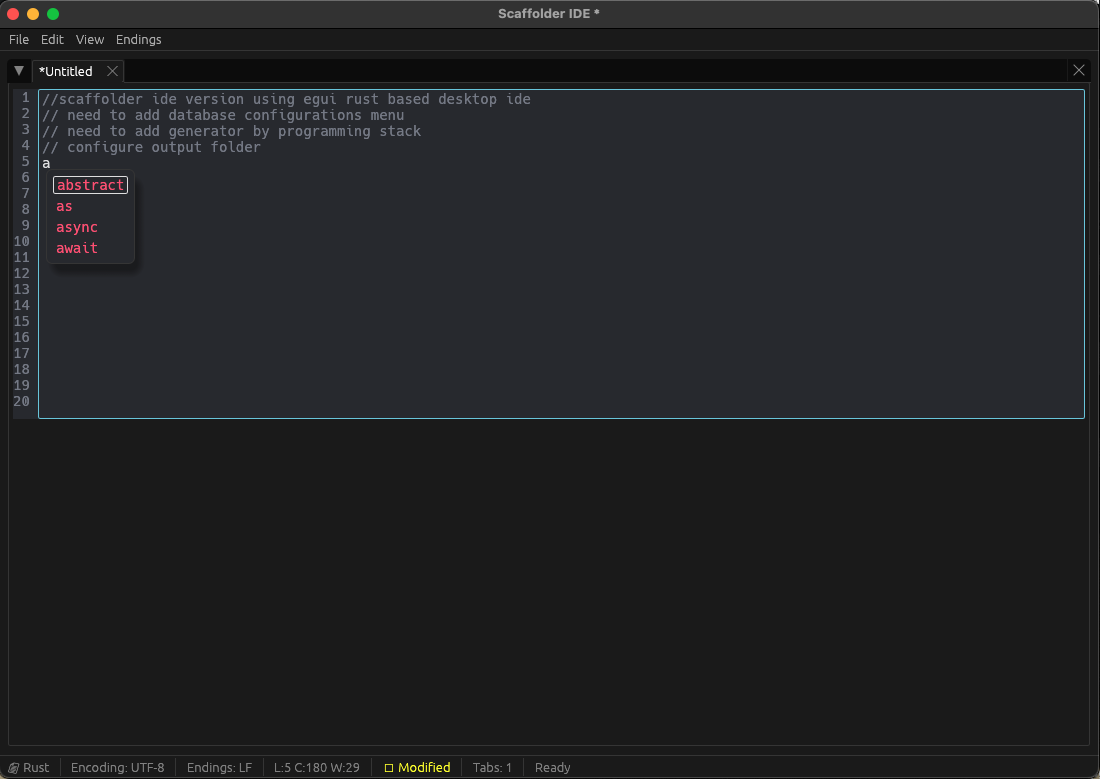 Scaffolder IDE *
File Edit View Endings
▼ *Untitled
1 //scaffolder ide version using egui rust based desktop ide
2 // need to add database configurations menu
3 // need to add generator by programming stack
4 // configure output folder
5 a
6
abstract
7
as
8
async
9
await
10
11
12
13
14
15
16
17
18
19
20
Rust Encoding: UTF-8 Endings: LF L:5 C:180 W:29 □ Modified Tabs: 1 Ready